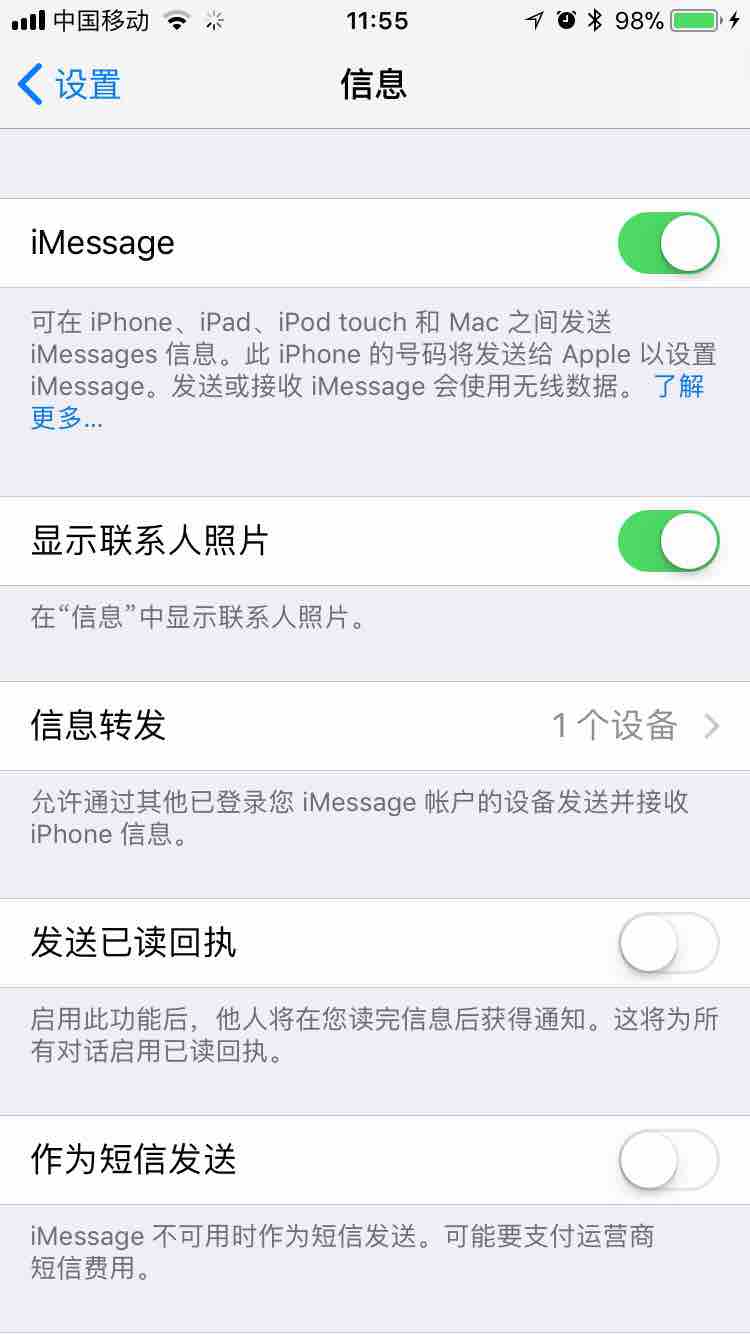 中国移动 11:55 98%
设置 信息
iMessage
可在 iPhone、iPad、iPod touch 和 Mac 之间发送
iMessages 信息。此 iPhone 的号码将发送给 Apple 以设置
iMessage。发送或接收 iMessage 会使用无线数据。 了解
更多...
显示联系人照片
在“信息”中显示联系人照片。
信息转发 1 个设备
允许通过其他已登录您 iMessage 帐户的设备发送并接收
iPhone 信息。
发送已读回执
启用此功能后，他人将在您读完信息后获得通知。这将为所
有对话启用已读回执。
作为短信发送
iMessage 不可用时作为短信发送。可能要支付运营商
短信费用。